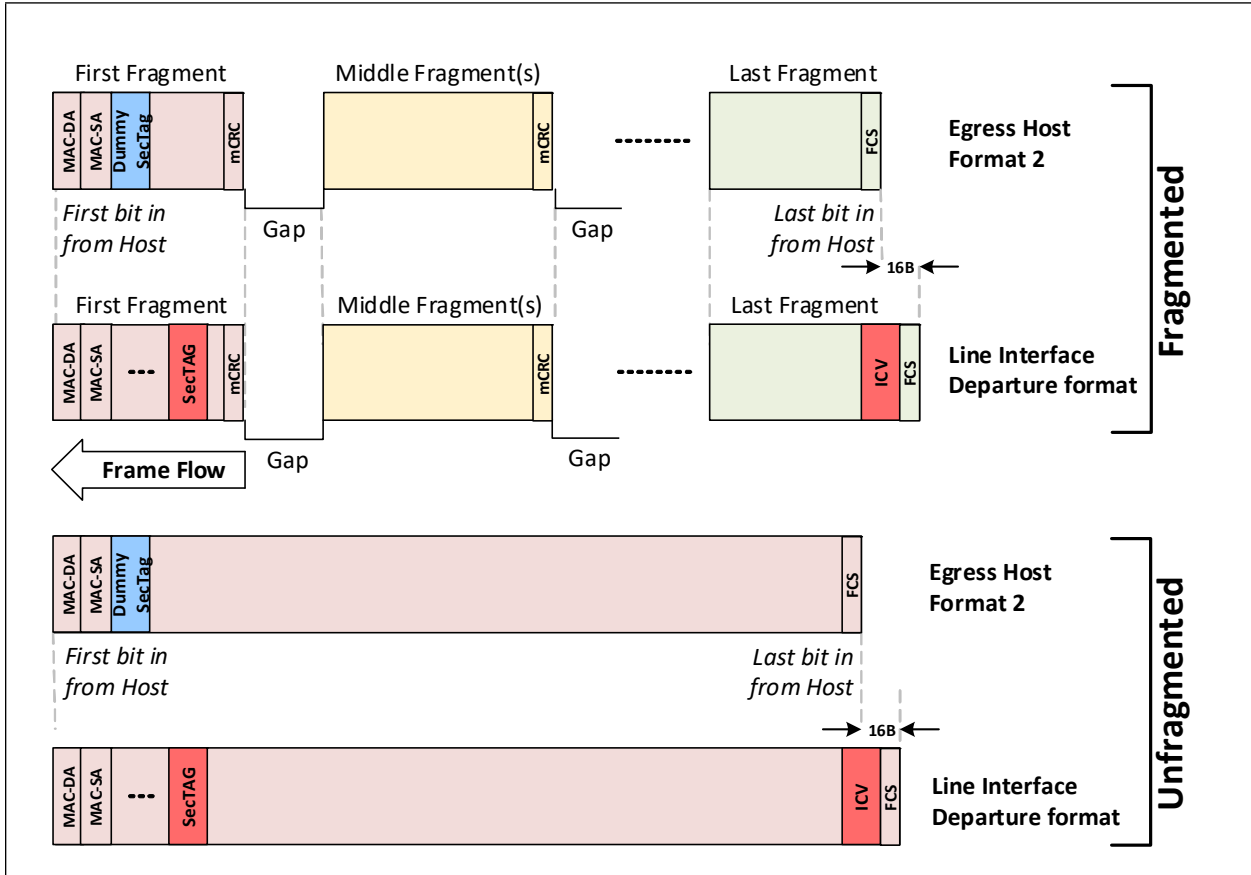 First Fragment
Middle Fragment(s)
Last Fragment
MAC-DA
MAC-SA
Dummy
SecTag
mCRC
mCRC
FCS
Egress Host
Format 2
First bit in
from Host
Gap
Gap
Last bit in
from Host
16B
First Fragment
Middle Fragment(s)
Last Fragment
MAC-DA
MAC-SA
SecTAG
mCRC
mCRC
ICV
FCS
Line Interface
Departure format
Fragmented
Gap
Gap
Frame Flow
MAC-DA
MAC-SA
Dummy
SecTag
FCS
Egress Host
Format 2
First bit in
from Host
Last bit in
from Host
16B
MAC-DA
MAC-SA
SecTAG
ICV
FCS
Line Interface
Departure format
Unfragmented